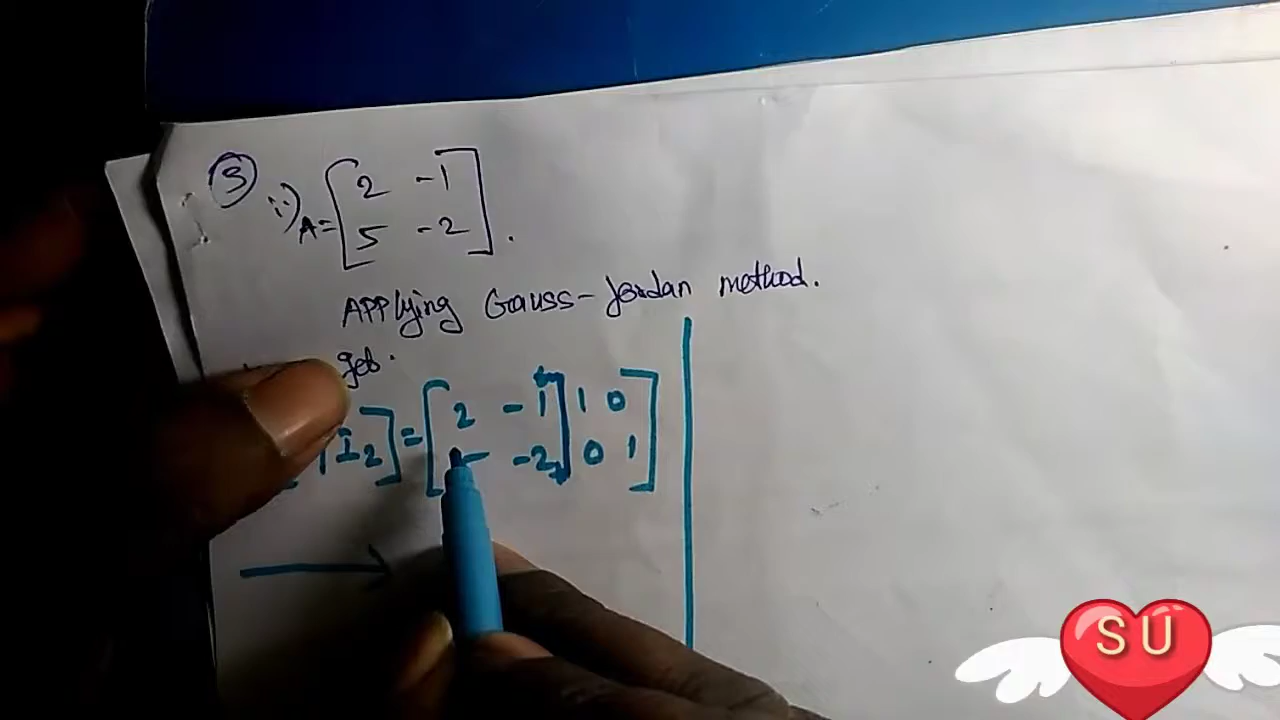 3 ii) A = [2 -1
5 -2].
Applying Gauss-Jordan method.
get.
| I2] = [2 -1 | 1 0
-2 | 0 1]
SU